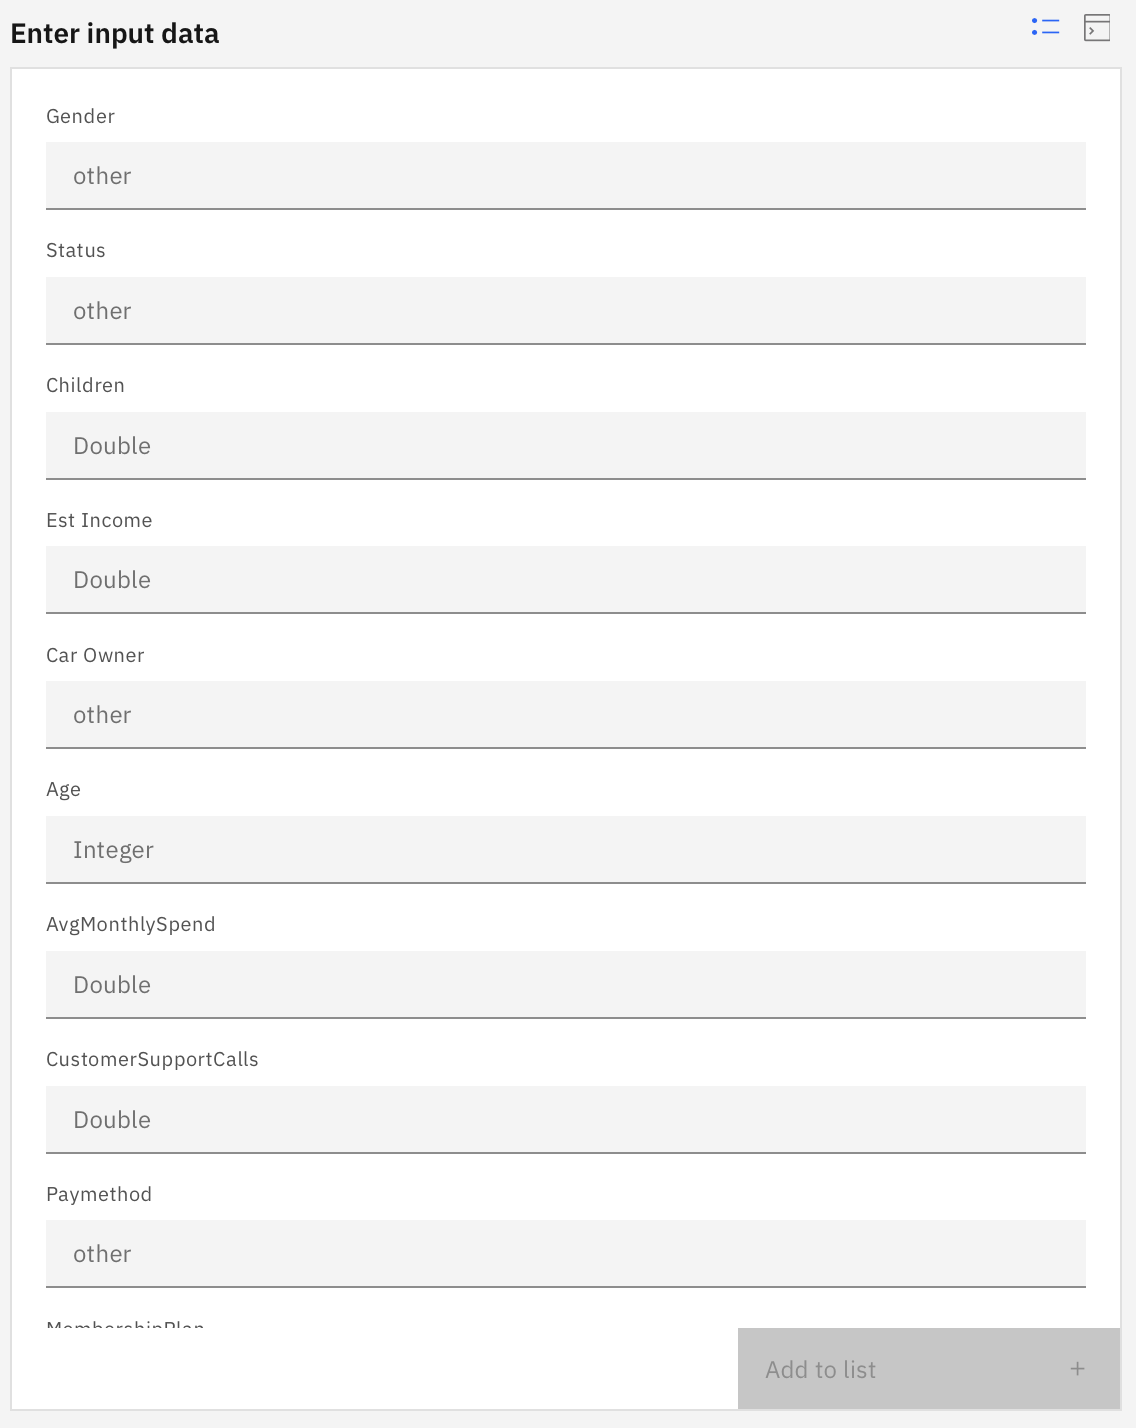 Enter input data
Gender
other
Status
other
Children
Double
Est Income
Double
Car Owner
other
Age
Integer
AvgMonthlySpend
Double
CustomerSupportCalls
Double
Paymethod
other
MembershipPlan
Add to list +